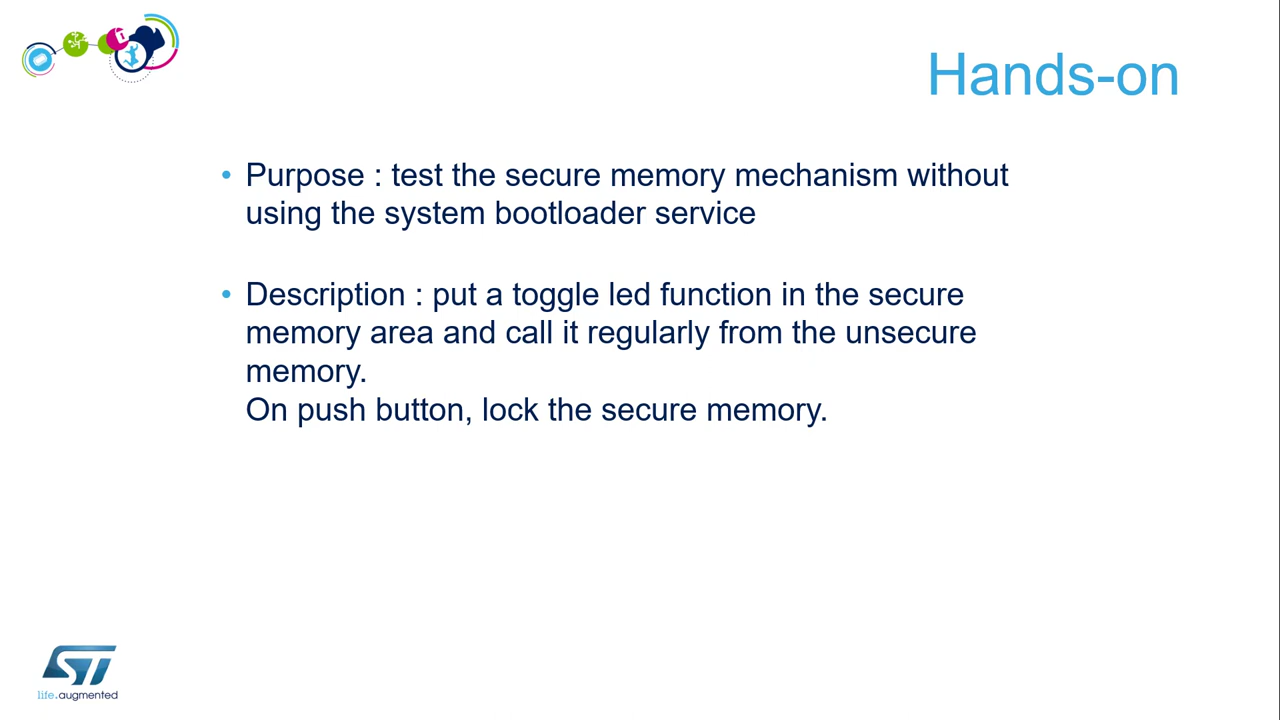 Hands-on
• Purpose : test the secure memory mechanism without
using the system bootloader service
• Description : put a toggle led function in the secure
memory area and call it regularly from the unsecure
memory.
On push button, lock the secure memory.
ST
life.augmented